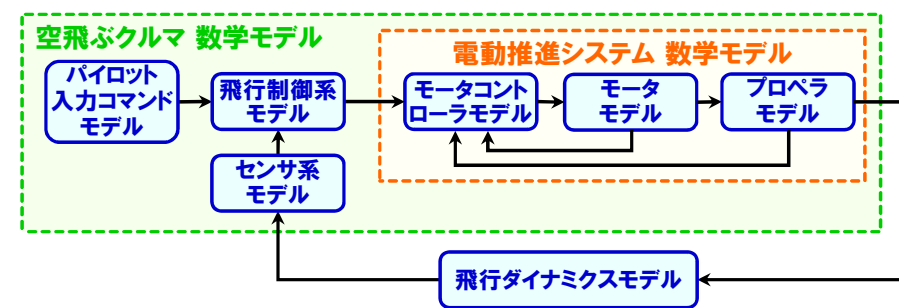 空飛ぶクルマ 数学モデル
電動推進システム 数学モデル
パイロット
入力コマンド
モデル
飛行制御系
モデル
モータコント
ローラモデル
モータ
モデル
プロペラ
モデル
センサ系
モデル
飛行ダイナミクスモデル